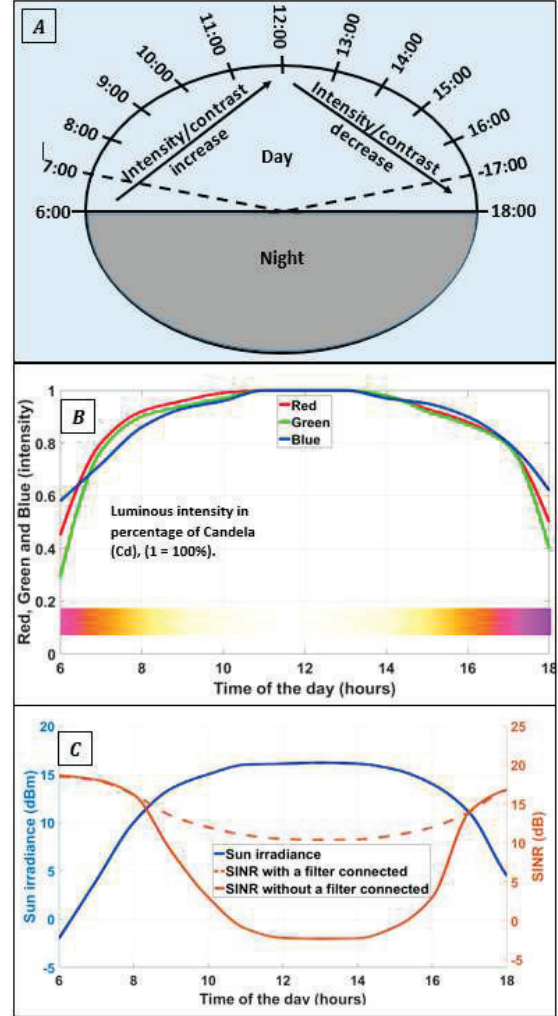 A
6:00
7:00
8:00
9:00
10:00
11:00
12:00
13:00
14:00
15:00
16:00
-17:00
18:00
Intensity/contrast
increase
Intensity/contrast
decrease
Day
Night
B
Red, Green and Blue (intensity)
1
0.8
0.6
0.4
0.2
0
Red
Green
Blue
Luminous intensity in
percentage of Candela
(Cd), (1 = 100%).
6 8 10 12 14 16 18
Time of the day (hours)
C
Sun irradiance (dBm)
20
15
10
5
0
-5
SINR (dB)
25
20
15
10
5
0
-5
Sun irradiance
SINR with a filter connected
SINR without a filter connected
6 8 10 12 14 16 18
Time of the day (hours)